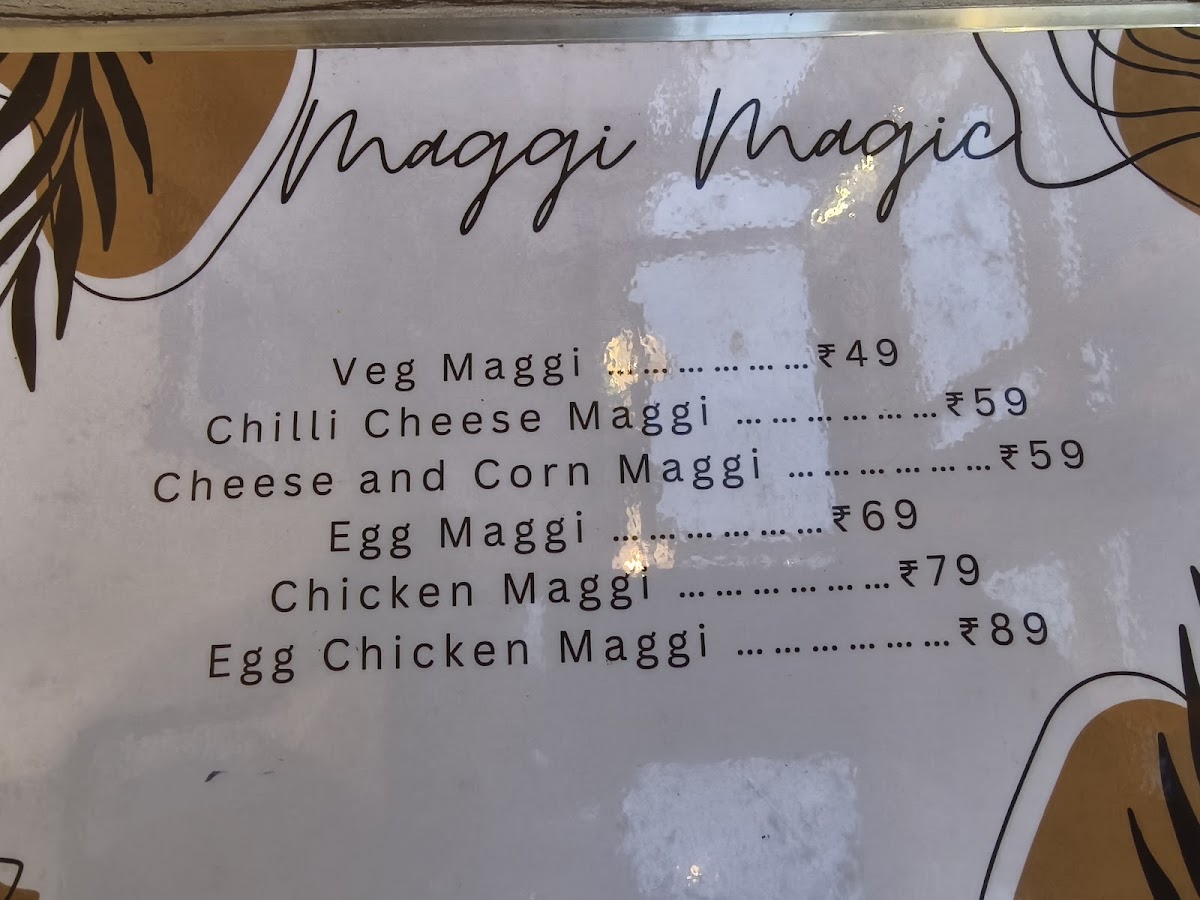 Maggi Magic
Veg Maggi ... ... ... ... ... ...₹49
Chilli Cheese Maggi ... ... ... ... ... ...₹59
Cheese and Corn Maggi ... ... ... ... ... ...₹59
Egg Maggi ... ... ... ... ... ...₹69
Chicken Maggi ... ... ... ... ... ...₹79
Egg Chicken Maggi ... ... ... ... ... ...₹89